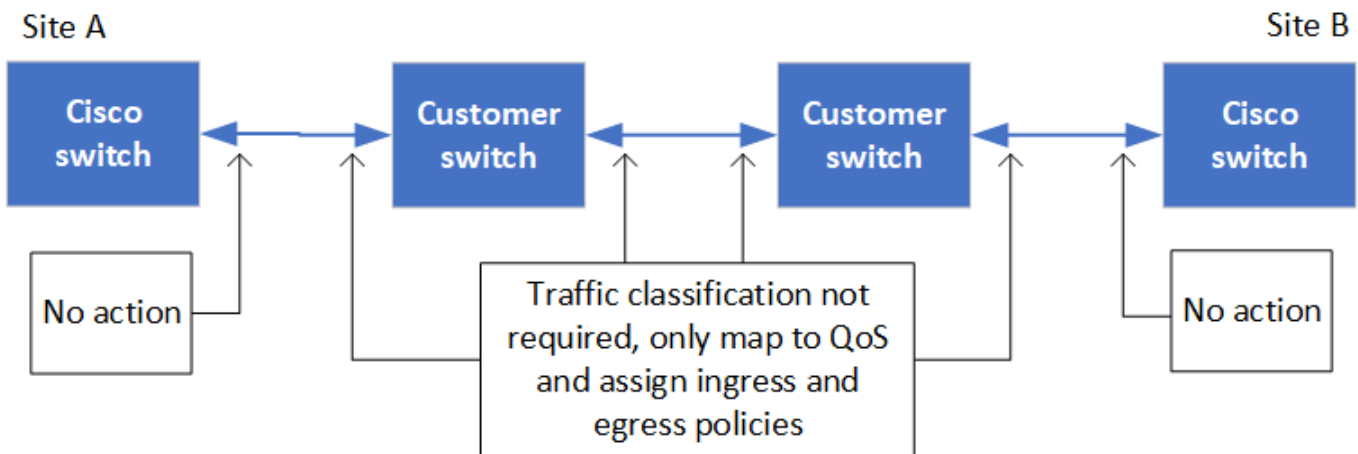 Site A
Site B
Cisco
switch
Customer
switch
Customer
switch
Cisco
switch
No action
Traffic classification not
required, only map to QoS
and assign ingress and
egress policies
No action